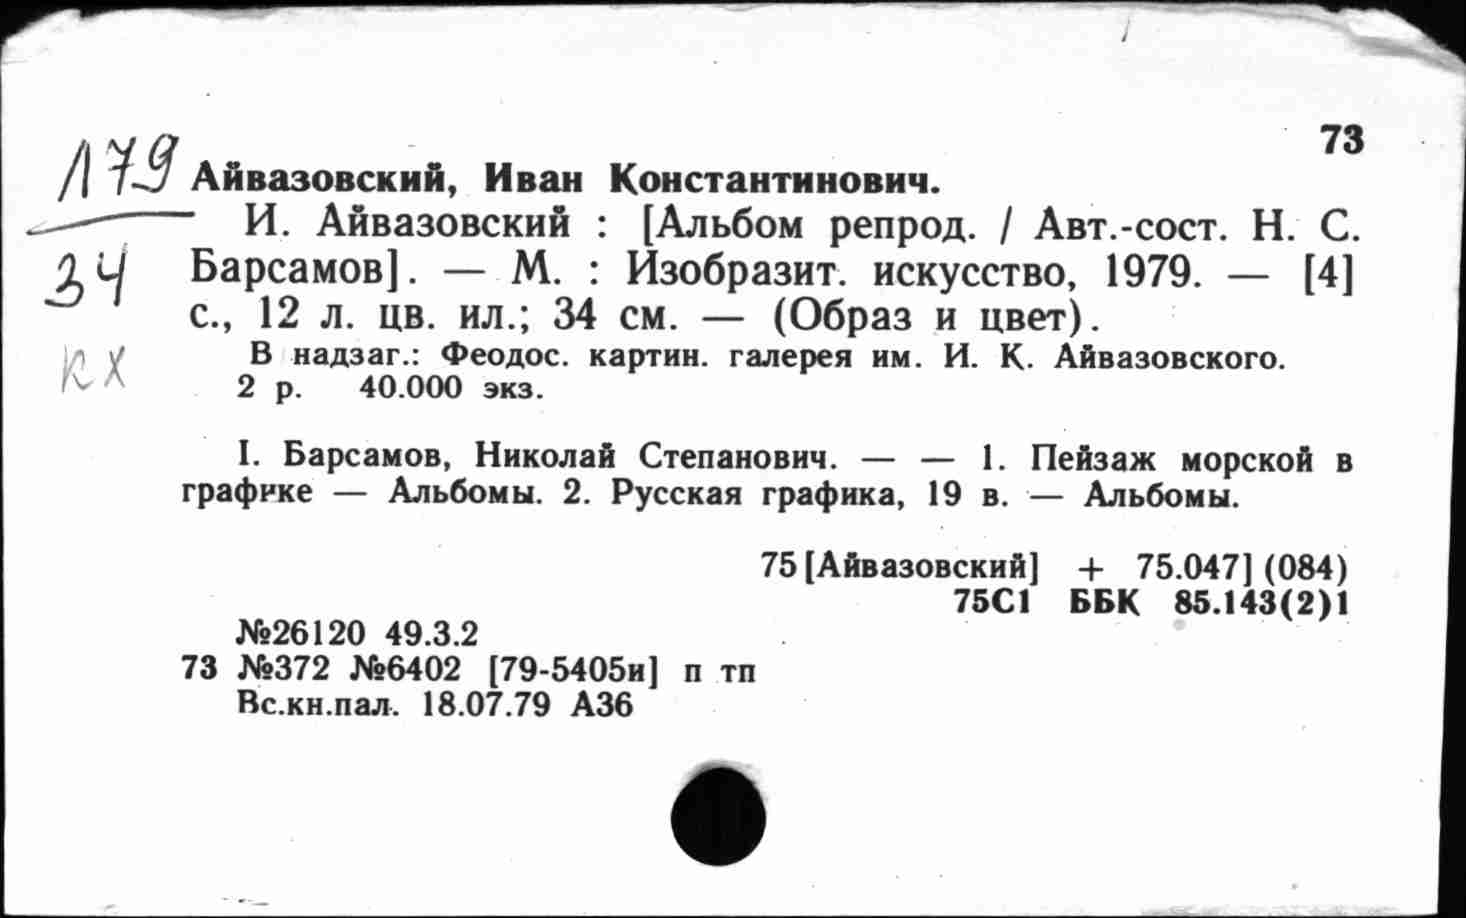 73
Л79
34
кх
Айвазовский, Иван Константинович.
И. Айвазовский : [Альбом репрод. / Авт.-сост. Н. С.
Барсамов]. — М. : Изобразит. искусство, 1979. — [4]
с., 12 л. цв. ил.; 34 см. — (Образ и цвет).
В надзаг.: Феодос. картин. галерея им. И. К. Айвазовского.
2 р. 40.000 экз.
I. Барсамов, Николай Степанович. — — 1. Пейзаж морской в
графике — Альбомы. 2. Русская графика, 19 в. — Альбомы.
75 [Айвазовский] + 75.047] (084)
75С1 ББК 85.143(2)1
№26120 49.3.2
73 №372 №6402 [79-5405и] п тп
Вс.кн.пал. 18.07.79 А36